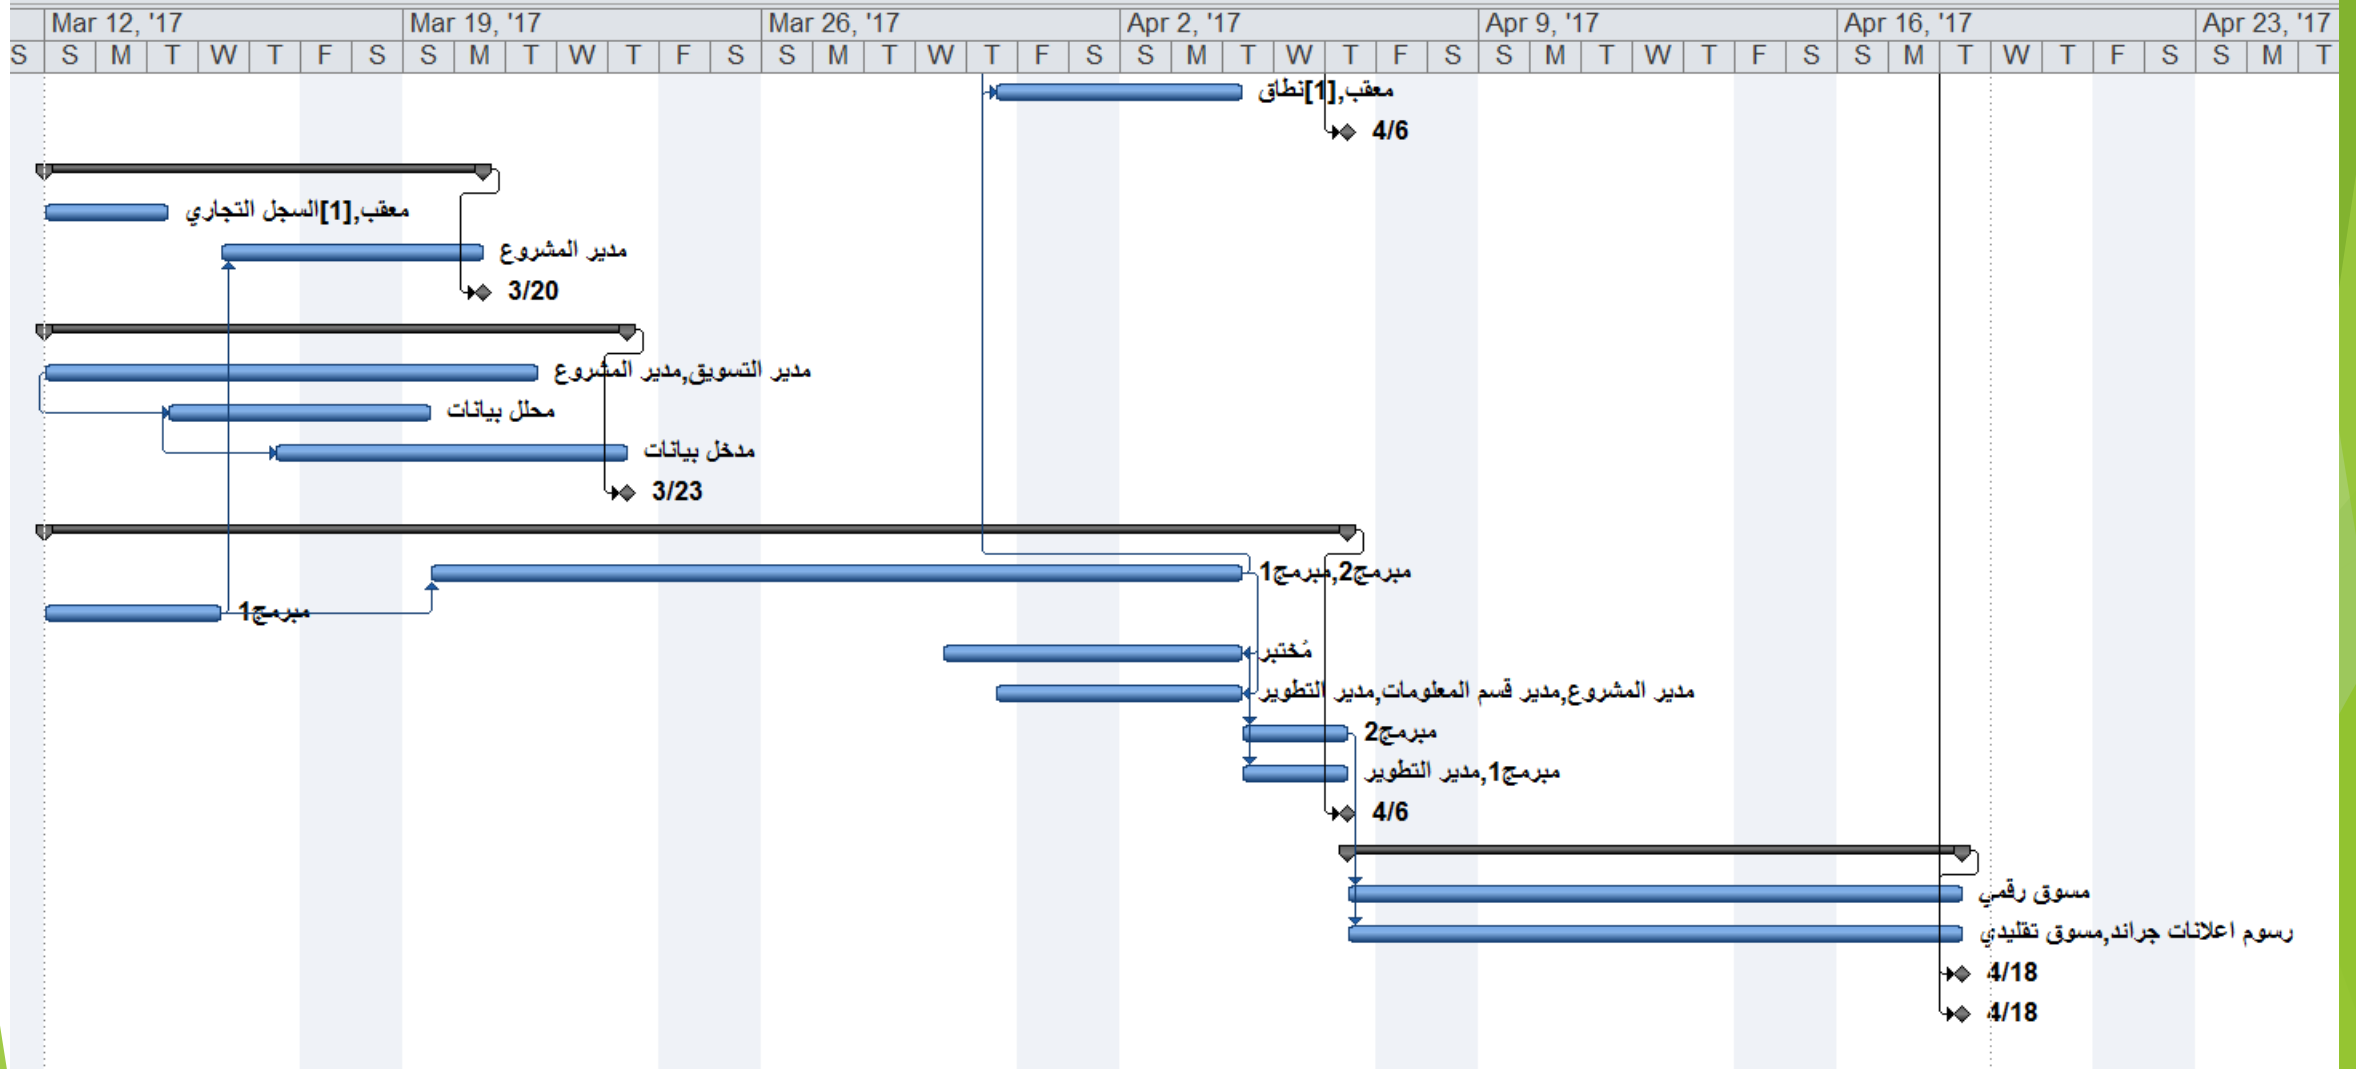 Mar 12, '17 Mar 19, '17 Mar 26, '17 Apr 2, '17 Apr 9, '17 Apr 16, '17 Apr 23, '17
S S M T W T F S S M T W T F S S M T W T F S S M T W T F S S M T W T F S S M T W T F S S M T
معقب,[1]نطاق
4/6
معقب,[1]السجل التجاري
مدير المشروع
3/20
مدير التسويق,مدير المشروع
محلل بيانات
مدخل بيانات
3/23
مبرمج2,مبرمج1
مبرمج1
مُختبر
مدير المشروع,مدير قسم المعلومات,مدير التطوير
مبرمج2
مبرمج1,مدير التطوير
4/6
مسوق رقمي
رسوم اعلانات جرائد,مسوق تقليدي
4/18
4/18